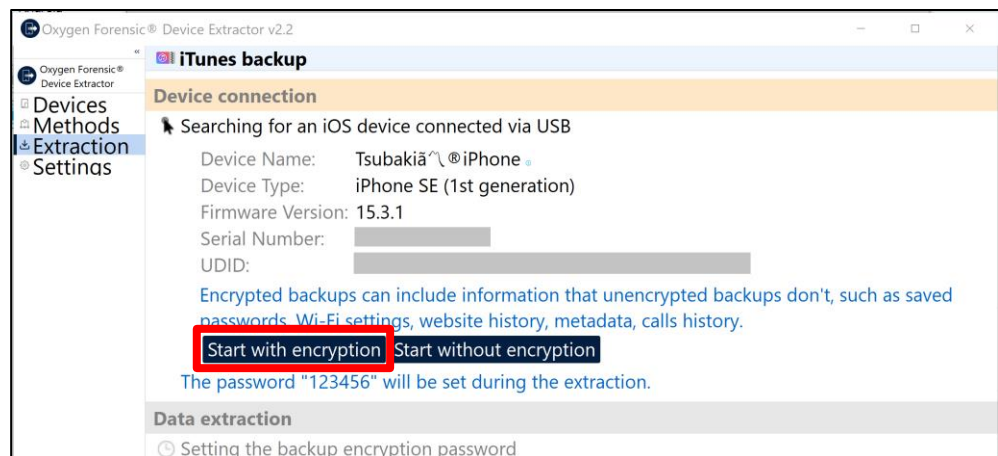 Oxygen Forensic® Device Extractor v2.2
«
Oxygen Forensic®
Device Extractor
Devices
Methods
Extraction
Settings
iTunes backup
Device connection
Searching for an iOS device connected via USB
Device Name: Tsubakiã®iPhone
Device Type: iPhone SE (1st generation)
Firmware Version: 15.3.1
Serial Number:
UDID:
Encrypted backups can include information that unencrypted backups don't, such as saved
passwords, Wi-Fi settings, website history, metadata, calls history.
Start with encryption Start without encryption
The password "123456" will be set during the extraction.
Data extraction
Setting the backup encryption password